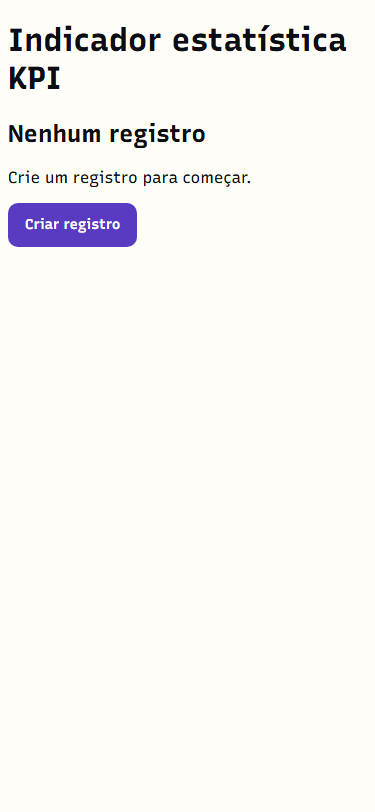 Indicador estatística
KPI
Nenhum registro
Crie um registro para começar.
Criar registro